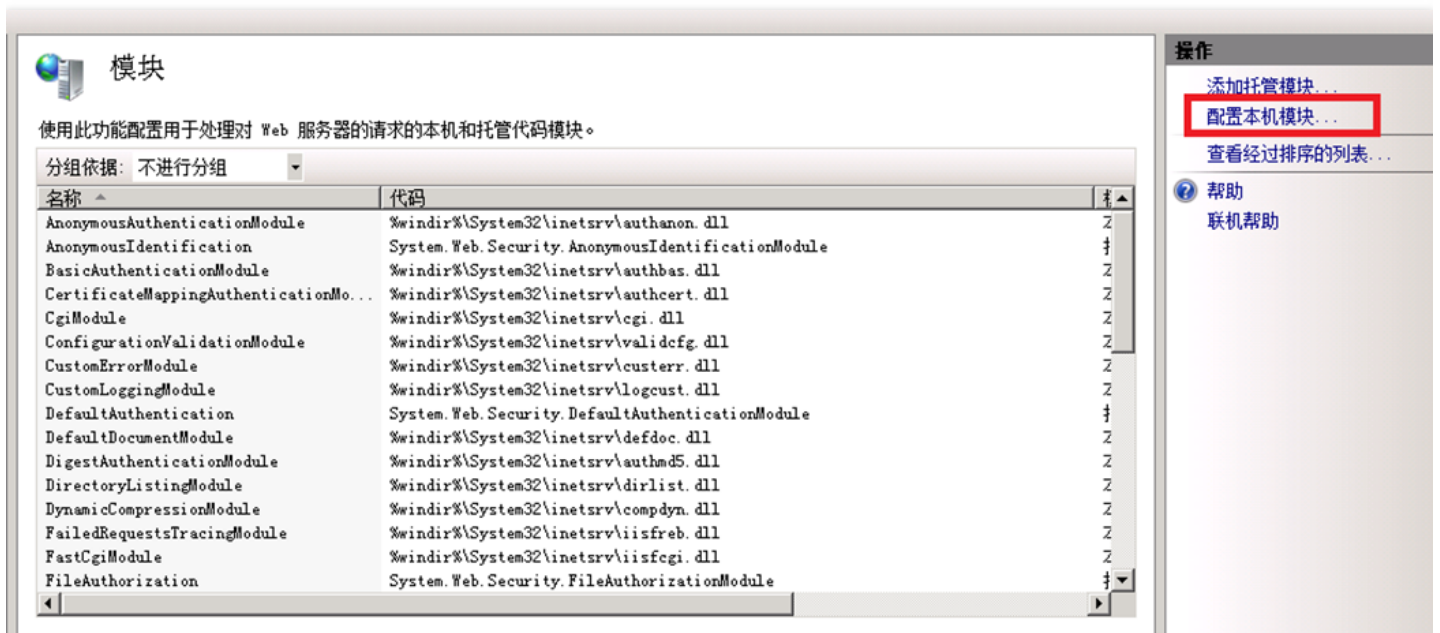 模块
使用此功能配置用于处理对 Web 服务器的请求的本机和托管代码模块。
分组依据: 不进行分组
名称 代码
AnonymousAuthenticationModule %windir%\System32\inetsrv\authanon.dll
AnonymousIdentification System.Web.Security.AnonymousIdentificationModule
BasicAuthenticationModule %windir%\System32\inetsrv\authbas.dll
CertificateMappingAuthenticationMo... %windir%\System32\inetsrv\authcert.dll
CgiModule %windir%\System32\inetsrv\cgi.dll
ConfigurationValidationModule %windir%\System32\inetsrv\validcfg.dll
CustomErrorModule %windir%\System32\inetsrv\custerr.dll
CustomLoggingModule %windir%\System32\inetsrv\logcust.dll
DefaultAuthentication System.Web.Security.DefaultAuthenticationModule
DefaultDocumentModule %windir%\System32\inetsrv\defdoc.dll
DigestAuthenticationModule %windir%\System32\inetsrv\authmd5.dll
DirectoryListingModule %windir%\System32\inetsrv\dirlist.dll
DynamicCompressionModule %windir%\System32\inetsrv\compdyn.dll
FailedRequestsTracingModule %windir%\System32\inetsrv\iisfreb.dll
FastCgiModule %windir%\System32\inetsrv\iisfcgi.dll
FileAuthorization System.Web.Security.FileAuthorizationModule
操作
添加托管模块...
配置本机模块...
查看经过排序的列表...
帮助
联机帮助